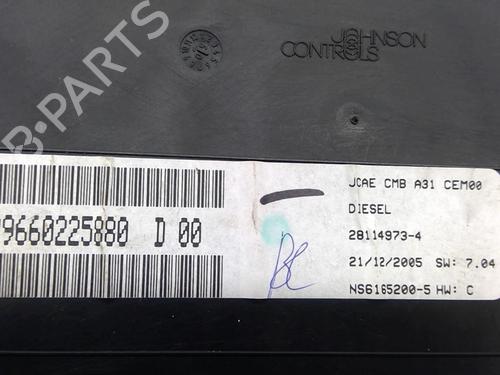 JOHNSON
CONTROLS
B-PARTS
JCAE CMB A31 CEM00
DIESEL
9660225880 D 00
28114973-4
21/12/2005 SW: 7.04
NS6185200-5 HW: C